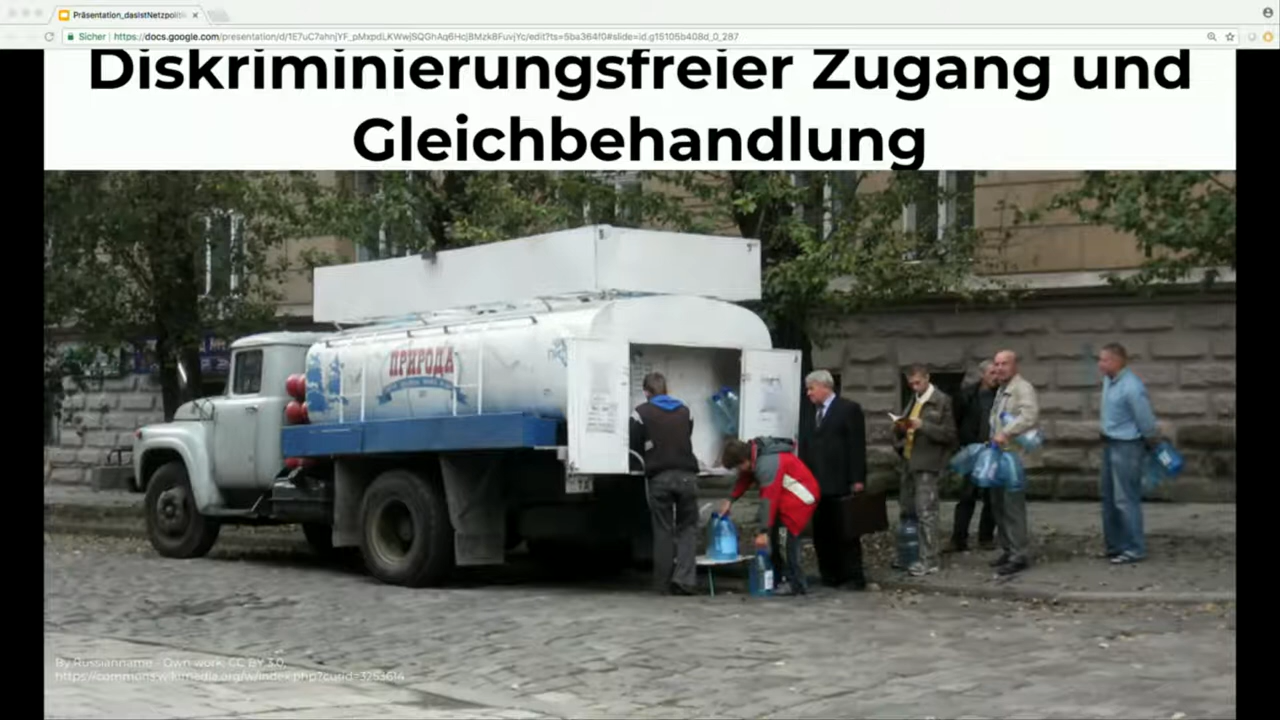 Präsentation_dasIstNetzpoliti
Sicher https://docs.google.com/presentation/d/1E7uC7ahnjYF_pMxpdiLKWwjSQGhAq6Hcj8MzkBFuvjYc/edit?ts=5ba364f0#slide=id.g15105b408d_0_287
Diskriminierungsfreier Zugang und
Gleichbehandlung
ПРИРОДА
By Russianname - Own work, CC BY 3.0,
https://commons.wikimedia.org/w/index.php?curid=3253614